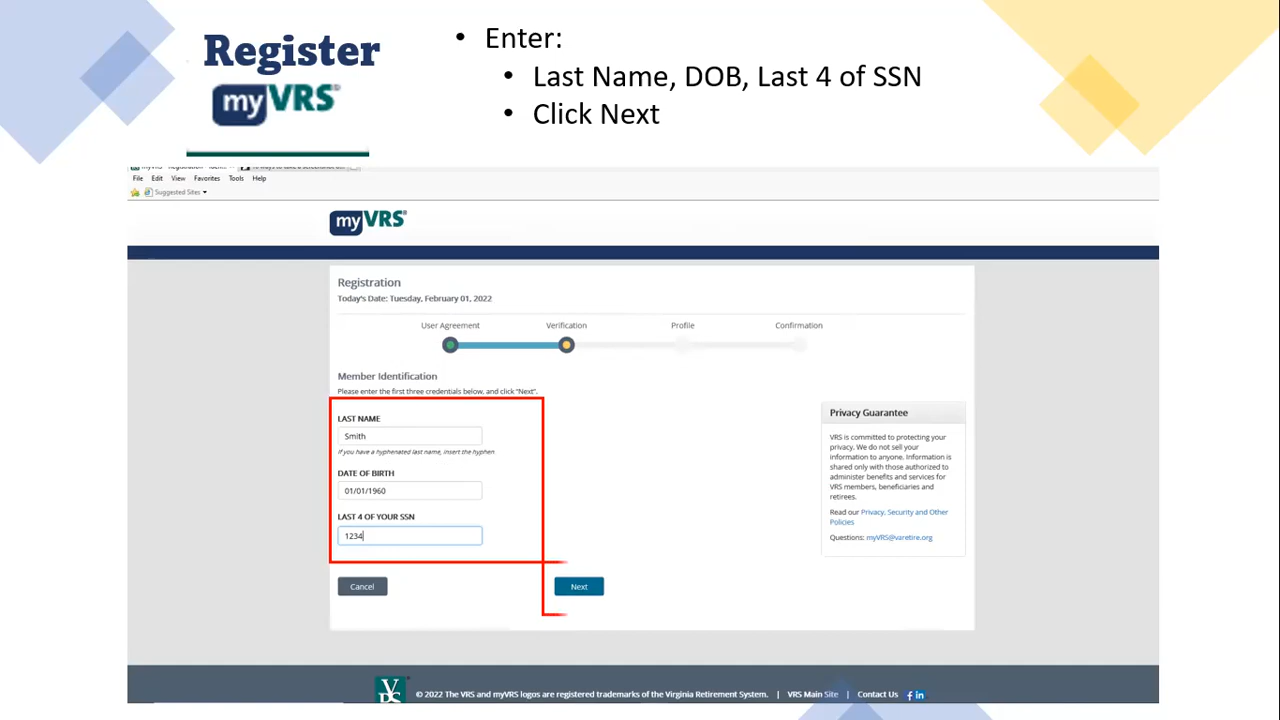 Register
myVRS®
• Enter:
• Last Name, DOB, Last 4 of SSN
• Click Next
File Edit View Favorites Tools Help
Suggested Sites
myVRS®
Registration
Today's Date: Tuesday, February 01, 2022
User Agreement Verification Profile Confirmation
Member Identification
Please enter the first three credentials below, and click "Next".
LAST NAME
Smith
If you have a hyphenated last name, insert the hyphen
DATE OF BIRTH
01/01/1960
LAST 4 OF YOUR SSN
1234
Cancel
Next
Privacy Guarantee
VRS is committed to protecting your
privacy. We do not sell your
information to anyone. Information is
shared only with those authorized to
administer benefits and services for
VRS members, beneficiaries and
retirees.
Read our Privacy, Security and Other
Policies
Questions: myVRS@varetire.org
© 2022 The VRS and myVRS logos are registered trademarks of the Virginia Retirement System. | VRS Main Site | Contact Us